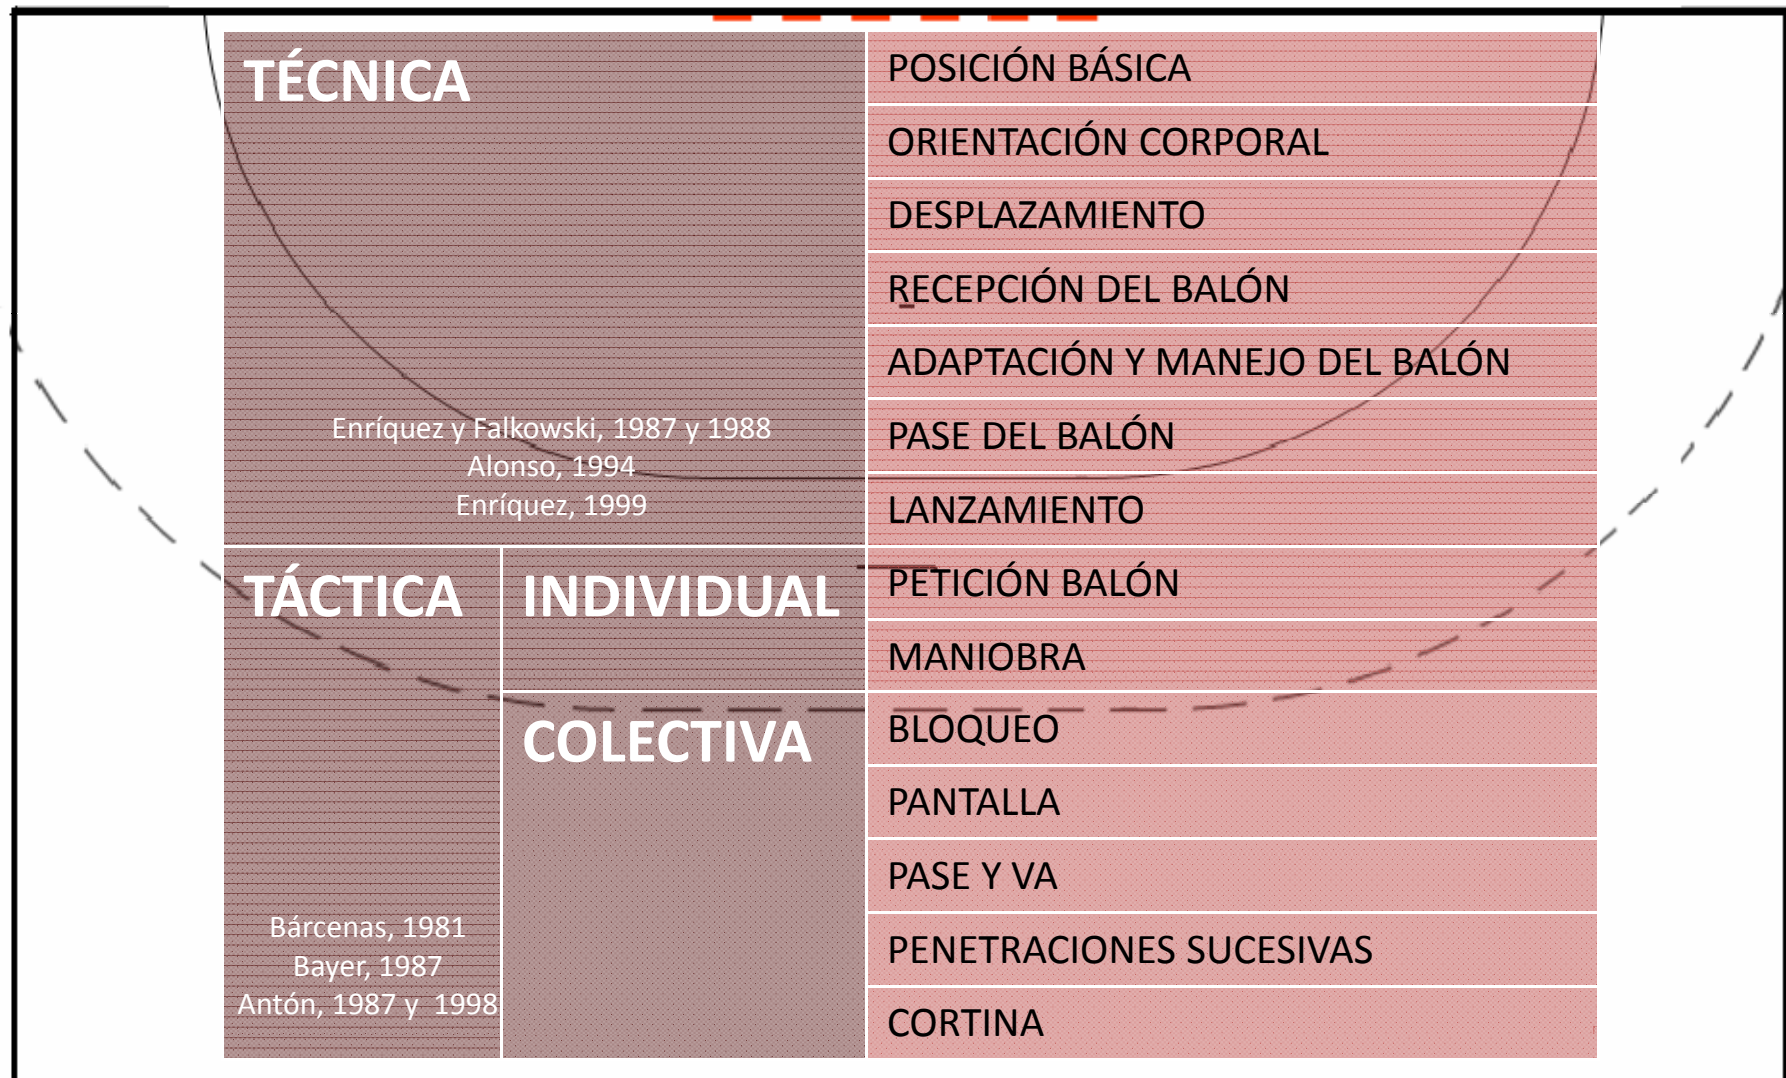 TÉCNICA
Enríquez y Falkowski, 1987 y 1988
Alonso, 1994
Enríquez, 1999
POSICIÓN BÁSICA
ORIENTACIÓN CORPORAL
DESPLAZAMIENTO
RECEPCIÓN DEL BALÓN
ADAPTACIÓN Y MANEJO DEL BALÓN
PASE DEL BALÓN
LANZAMIENTO
TÁCTICA
Bárcenas, 1981
Bayer, 1987
Antón, 1987 y 1998
INDIVIDUAL
PETICIÓN BALÓN
MANIOBRA
COLECTIVA
BLOQUEO
PANTALLA
PASE Y VA
PENETRACIONES SUCESIVAS
CORTINA